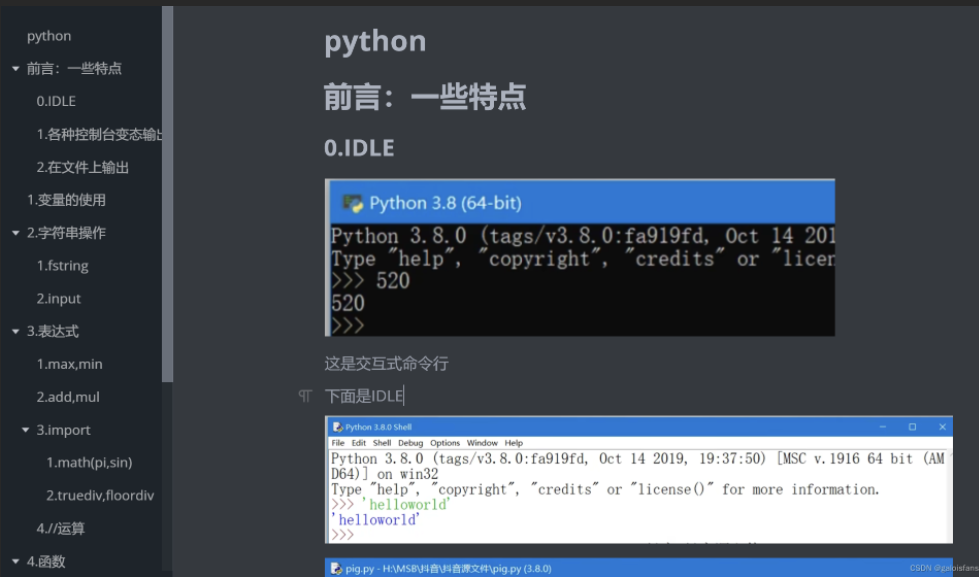 python
前言：一些特点
0.IDLE
1.各种控制台变态输出
2.在文件上输出
1.变量的使用
2.字符串操作
1.fstring
2.input
3.表达式
1.max,min
2.add,mul
3.import
1.math(pi,sin)
2.truediv,floordiv
4.//运算
4.函数
python
前言：一些特点
0.IDLE
Python 3.8 (64-bit)
Python 3.8.0 (tags/v3.8.0:fa919fd, Oct 14 201
Type "help", "copyright", "credits" or "licen
>>> 520
520
>>>
这是交互式命令行
下面是IDLE
Python 3.8.0 Shell
File Edit Shell Debug Options Window Help
Python 3.8.0 (tags/v3.8.0:fa919fd, Oct 14 2019, 19:37:50) [MSC v.1916 64 bit (AM
D64)] on win32
Type "help", "copyright", "credits" or "license()" for more information.
>>> 'helloworld'
'helloworld'
>>>
pig.py - H:\MSB\抖音\抖音源文件\pig.py (3.8.0)
CSDN @galoisfans